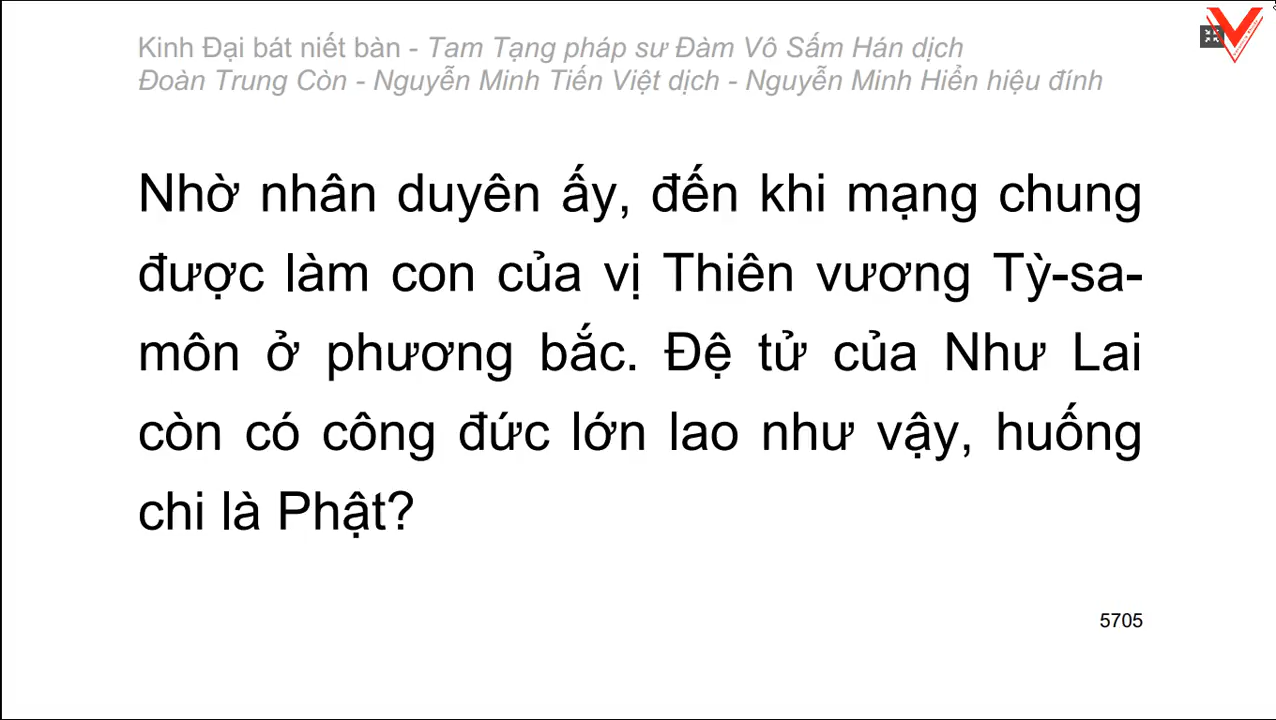 Kinh Đại bát niết bàn - Tam Tạng pháp sư Đàm Vô Sấm Hán dịch
Đoàn Trung Còn - Nguyễn Minh Tiến Việt dịch - Nguyễn Minh Hiển hiệu đính
Nhờ nhân duyên ấy, đến khi mạng chung
được làm con của vị Thiên vương Tỳ-sa-
môn ở phương bắc. Đệ tử của Như Lai
còn có công đức lớn lao như vậy, huống
chi là Phật?
5705